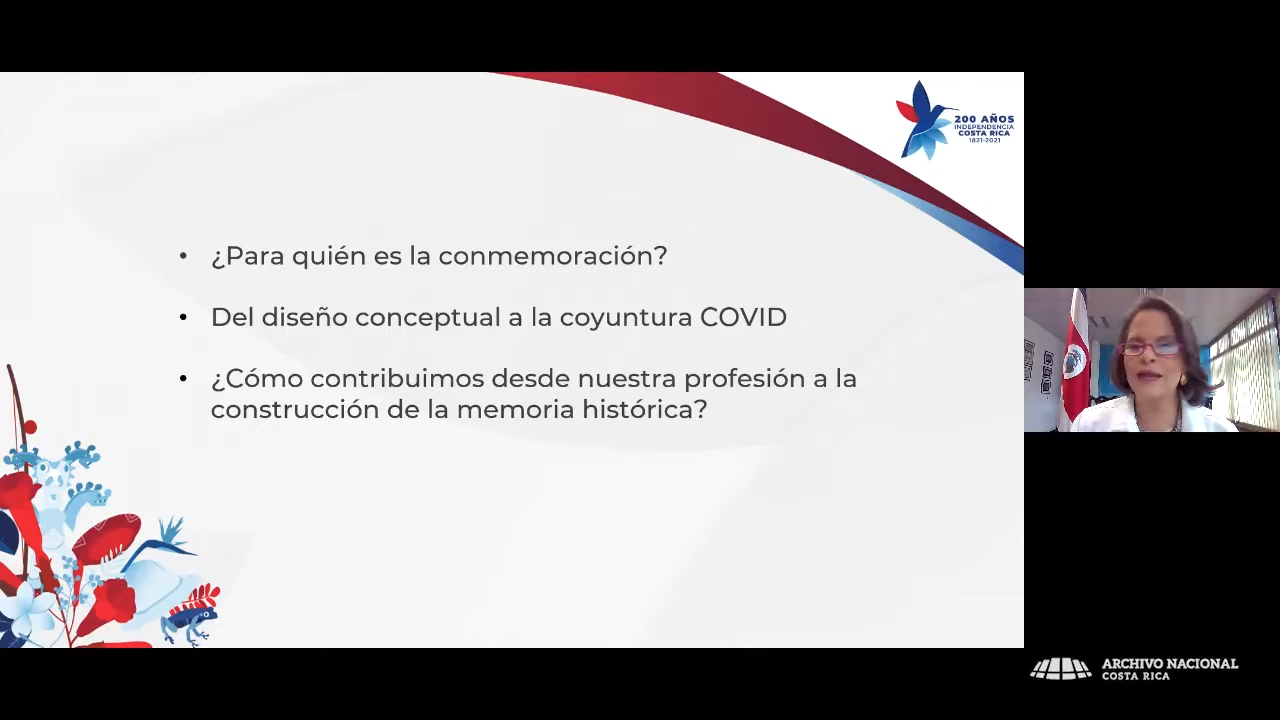 200 AÑOS
INDEPENDENCIA
COSTA RICA
1821-2021
• ¿Para quién es la conmemoración?
• Del diseño conceptual a la coyuntura COVID
• ¿Cómo contribuimos desde nuestra profesión a la
construcción de la memoria histórica?
ARCHIVO NACIONAL
COSTA RICA